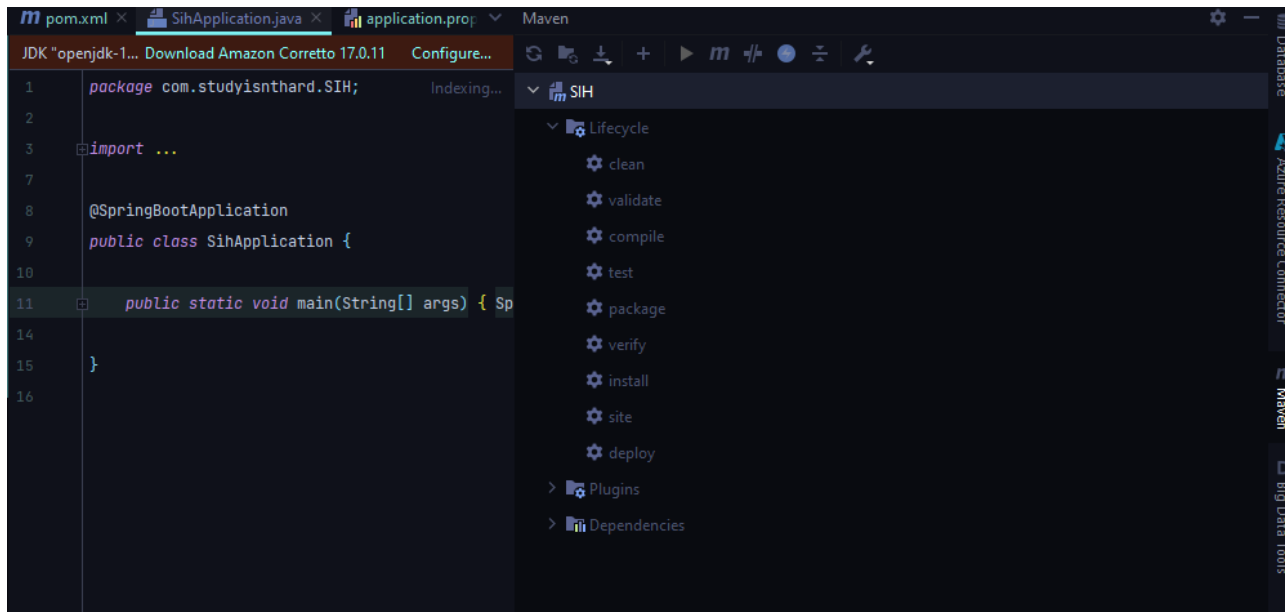 pom.xml SihApplication.java application.prop Maven
JDK "openjdk-1... Download Amazon Corretto 17.0.11 Configure...
1 package com.studyisnthard.SIH; Indexing...
2
3 import ...
7
8 @SpringBootApplication
9 public class SihApplication {
10
11 public static void main(String[] args) { Sp
14
15 }
16
SIH
Lifecycle
clean
validate
compile
test
package
verify
install
site
deploy
Plugins
Dependencies
Database
Azure Resource Connector
Maven
Big Data Tools